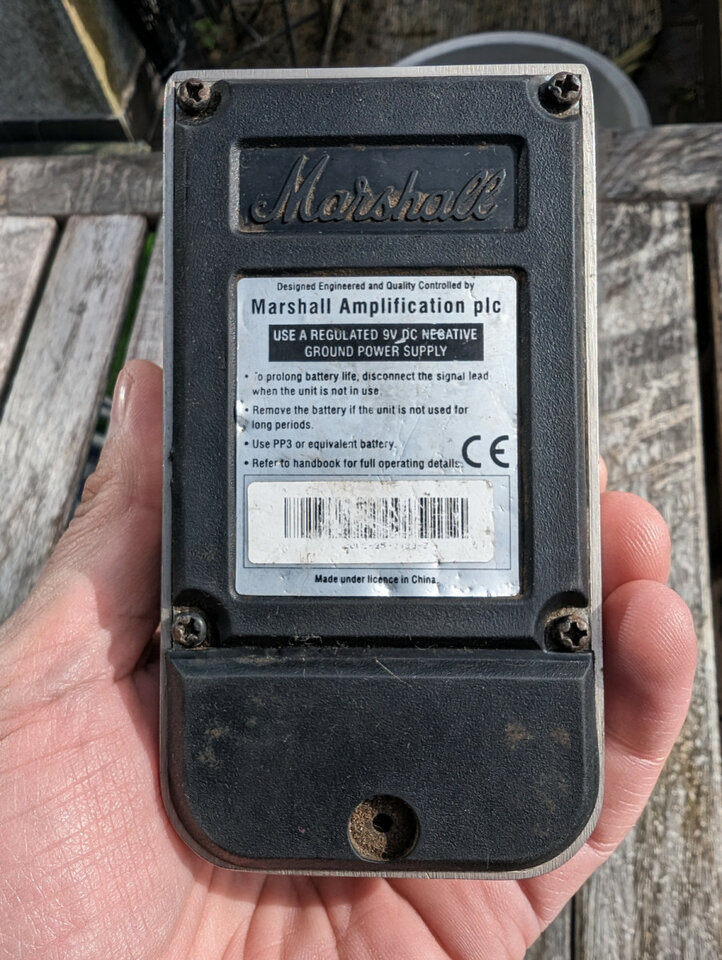 Marshall
Designed Engineered and Quality Controlled by
Marshall Amplification plc
USE A REGULATED 9V DC NEGATIVE
GROUND POWER SUPPLY
• To prolong battery life, disconnect the signal lead
when the unit is not in use
• Remove the battery if the unit is not used for
long periods.
• Use PP3 or equivalent battery.
• Refer to handbook for full operating details.
CE
Made under licence in China